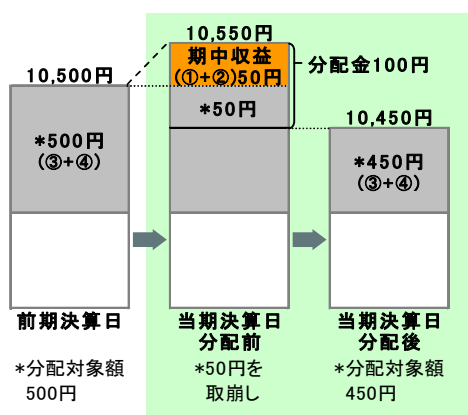 10,550円
期中収益
(①+②)50円
分配金100円
10,500円
*50円
10,450円
*500円
(③+④)
*450円
(③+④)
前期決算日
当期決算日
分配前
当期決算日
分配後
*分配対象額
500円
*50円を
取崩し
*分配対象額
450円